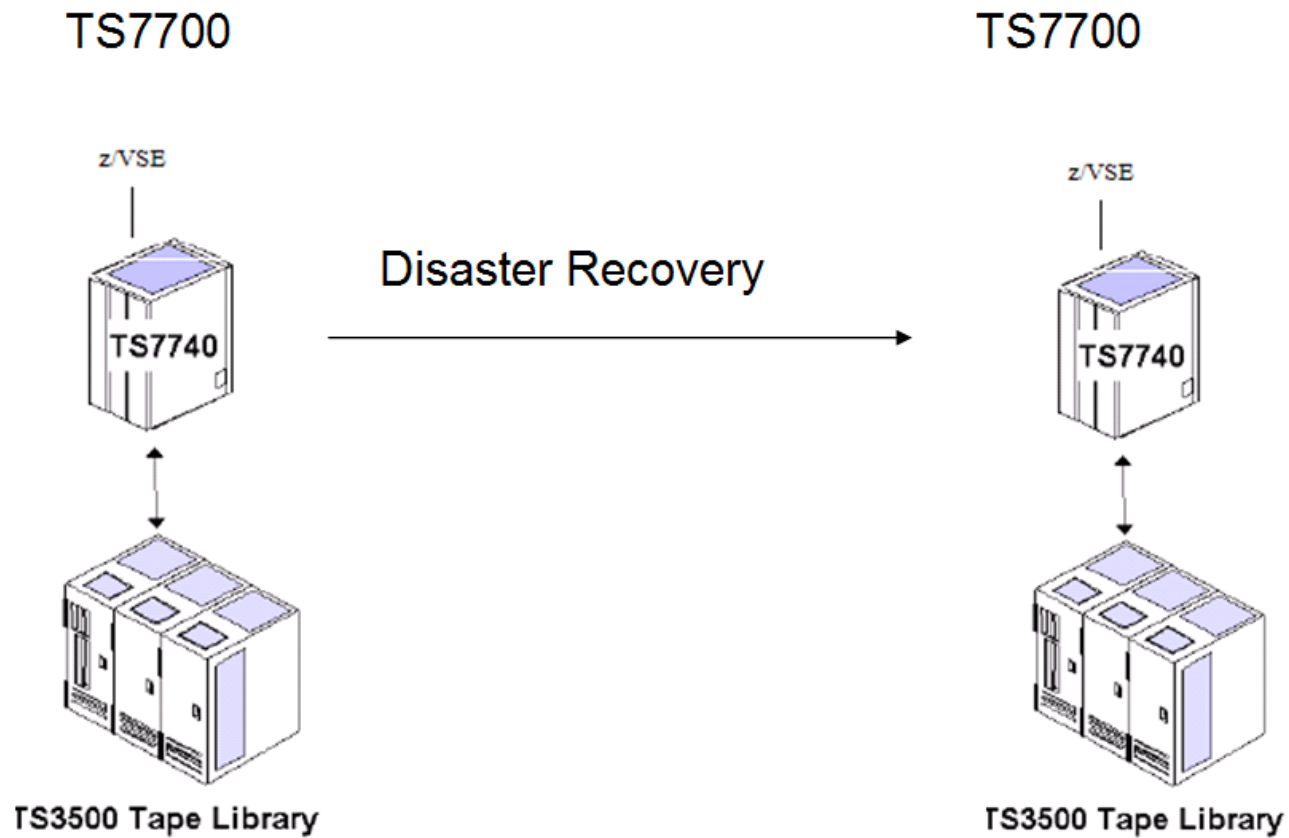 TS7700
TS7700
z/VSE
z/VSE
Disaster Recovery
TS7740
TS7740
TS3500 Tape Library
TS3500 Tape Library